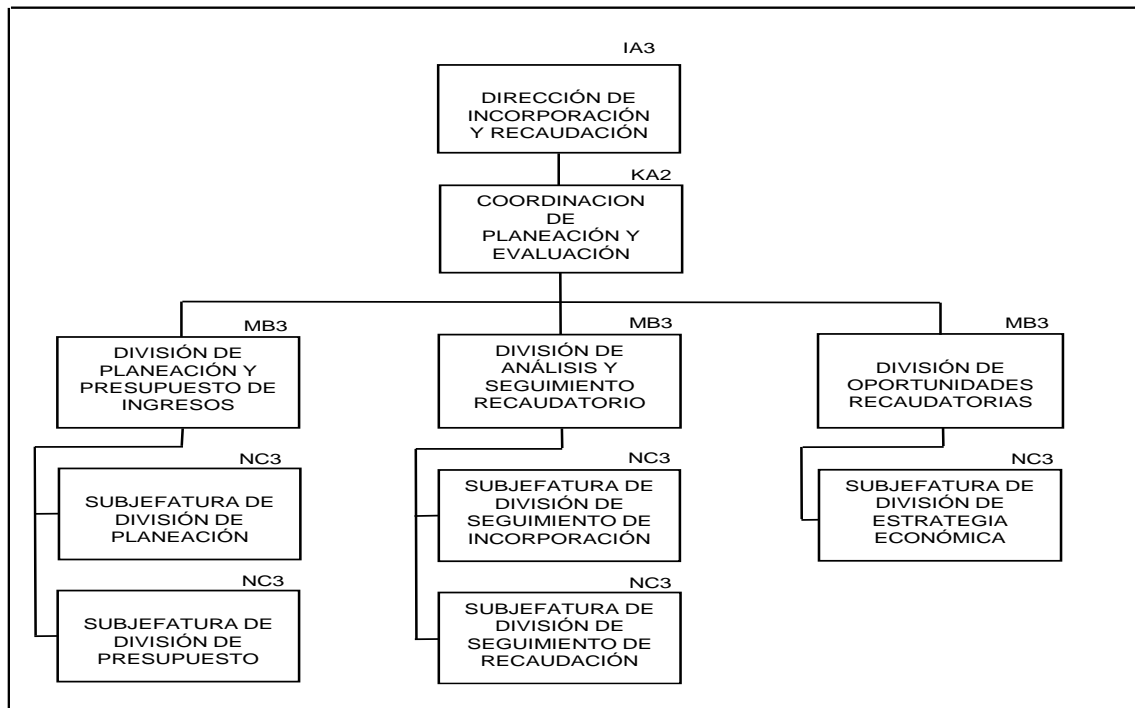 IA3
DIRECCIÓN DE
INCORPORACIÓN
Y RECAUDACIÓN
KA2
COORDINACION
DE
PLANEACIÓN Y
EVALUACIÓN
MB3
DIVISIÓN DE
PLANEACIÓN Y
PRESUPUESTO DE
INGRESOS
MB3
DIVISIÓN DE
ANÁLISIS Y
SEGUIMIENTO
RECAUDATORIO
MB3
DIVISIÓN DE
OPORTUNIDADES
RECAUDATORIAS
NC3
SUBJEFATURA DE
DIVISIÓN DE
PLANEACIÓN
NC3
SUBJEFATURA DE
DIVISIÓN DE
SEGUIMIENTO DE
INCORPORACIÓN
NC3
SUBJEFATURA DE
DIVISIÓN DE
ESTRATEGIA
ECONÓMICA
NC3
SUBJEFATURA DE
DIVISIÓN DE
PRESUPUESTO
NC3
SUBJEFATURA DE
DIVISIÓN DE
SEGUIMIENTO DE
RECAUDACIÓN